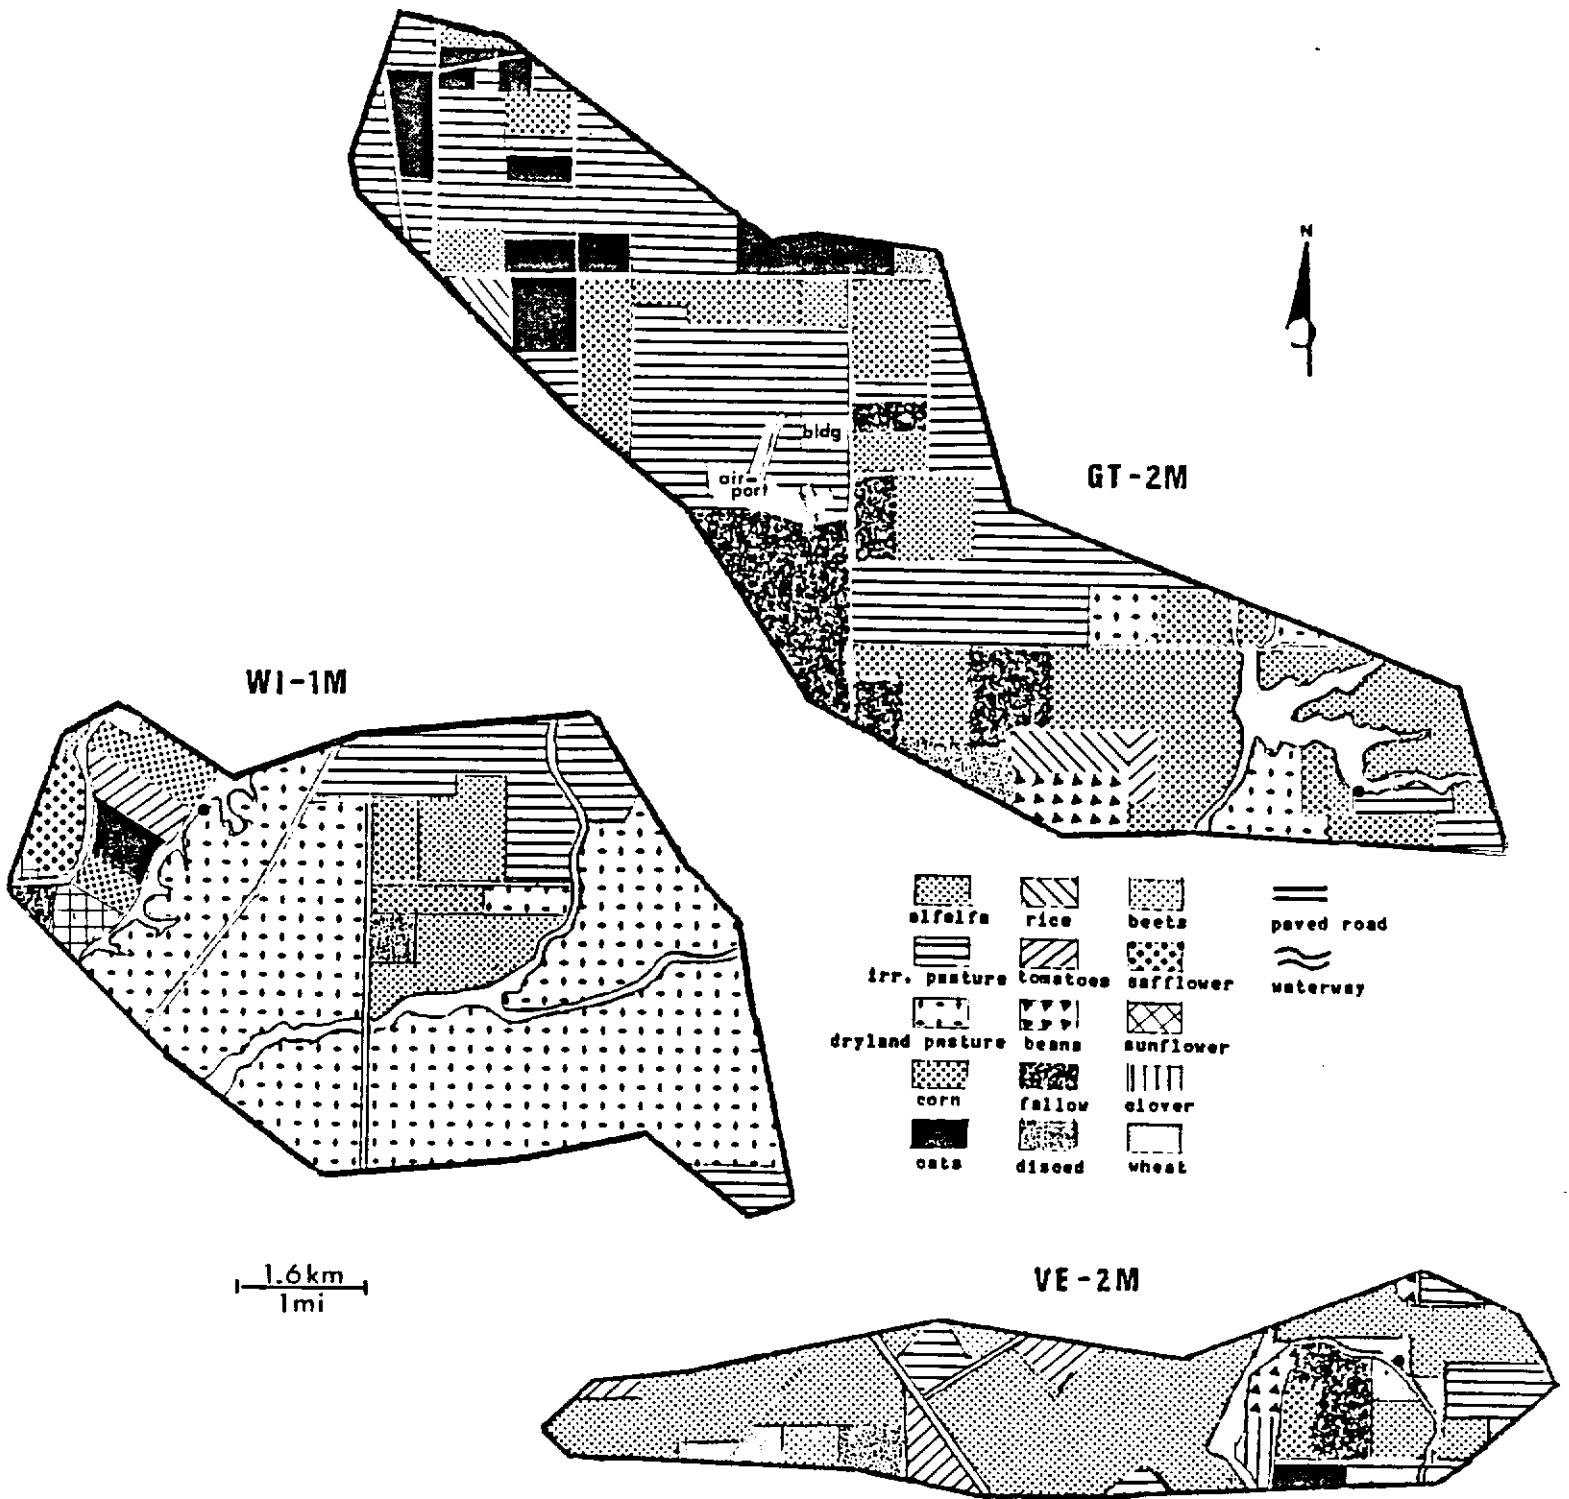 N
bldg
GT-2M
air-
port
WI-1M
alfalfa rice beets paved road
irr. pasture tomatoes safflower waterway
dryland pasture beans sunflower
corn fallow clover
oats disced wheat
1.6km
1mi
VE-2M